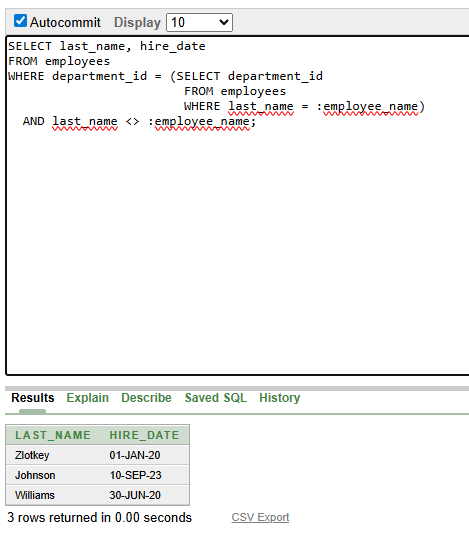 Autocommit Display 10
SELECT last_name, hire_date
FROM employees
WHERE department_id = (SELECT department_id
FROM employees
WHERE last_name = :employee_name)
AND last_name <> :employee_name;
Results Explain Describe Saved SQL History
LAST_NAME HIRE_DATE
Zlotkey 01-JAN-20
Johnson 10-SEP-23
Williams 30-JUN-20
3 rows returned in 0.00 seconds CSV Export